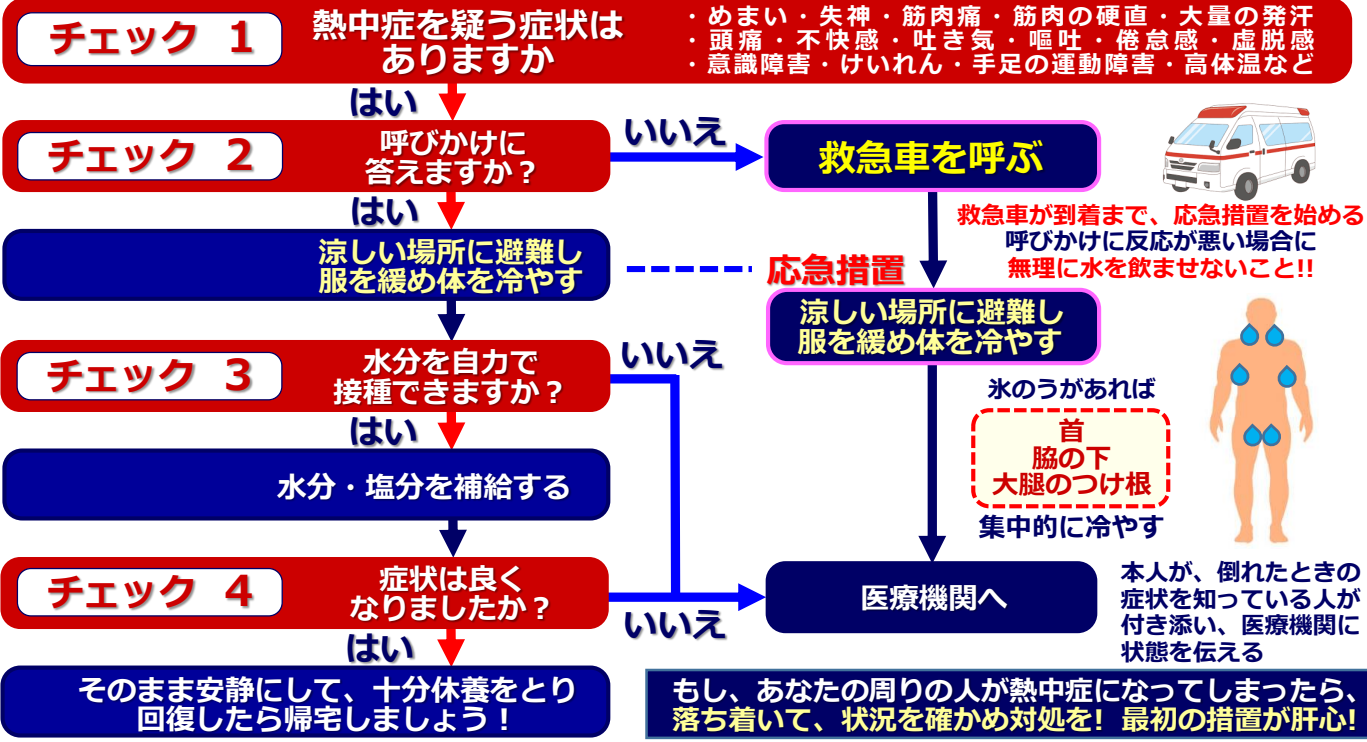 チェック 1
熱中症を疑う症状は
ありますか
・めまい・失神・筋肉痛・筋肉の硬直・大量の発汗
・頭痛・不快感・吐き気・嘔吐・倦怠感・虚脱感
・意識障害・けいれん・手足の運動障害・高体温など
はい
チェック 2
呼びかけに
答えますか？
いいえ
救急車を呼ぶ
はい
救急車が到着まで、応急措置を始める
呼びかけに反応が悪い場合に
無理に水を飲ませないこと!!
涼しい場所に避難し
服を緩め体を冷やす
応急措置
涼しい場所に避難し
服を緩め体を冷やす
チェック 3
水分を自力で
接種できますか？
いいえ
氷のうがあれば
首
脇の下
大腿のつけ根
集中的に冷やす
はい
水分・塩分を補給する
チェック 4
症状は良く
なりましたか？
いいえ
医療機関へ
本人が、倒れたときの
症状を知っている人が
付き添い、医療機関に
状態を伝える
はい
そのまま安静にして、十分休養をとり
回復したら帰宅しましょう！
もし、あなたの周りの人が熱中症になってしまったら、
落ち着いて、状況を確かめ対処を! 最初の措置が肝心!